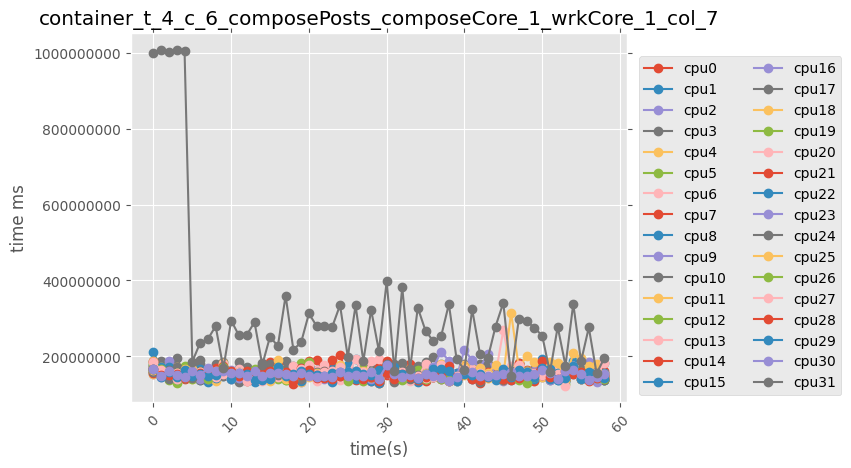 container_t_4_c_6_composePosts_composeCore_1_wrkCore_1_col_7
1000000000
800000000
600000000
400000000
200000000
time ms
0
10
20
30
40
50
60
time(s)
cpu0
cpu1
cpu2
cpu3
cpu4
cpu5
cpu6
cpu7
cpu8
cpu9
cpu10
cpu11
cpu12
cpu13
cpu14
cpu15
cpu16
cpu17
cpu18
cpu19
cpu20
cpu21
cpu22
cpu23
cpu24
cpu25
cpu26
cpu27
cpu28
cpu29
cpu30
cpu31